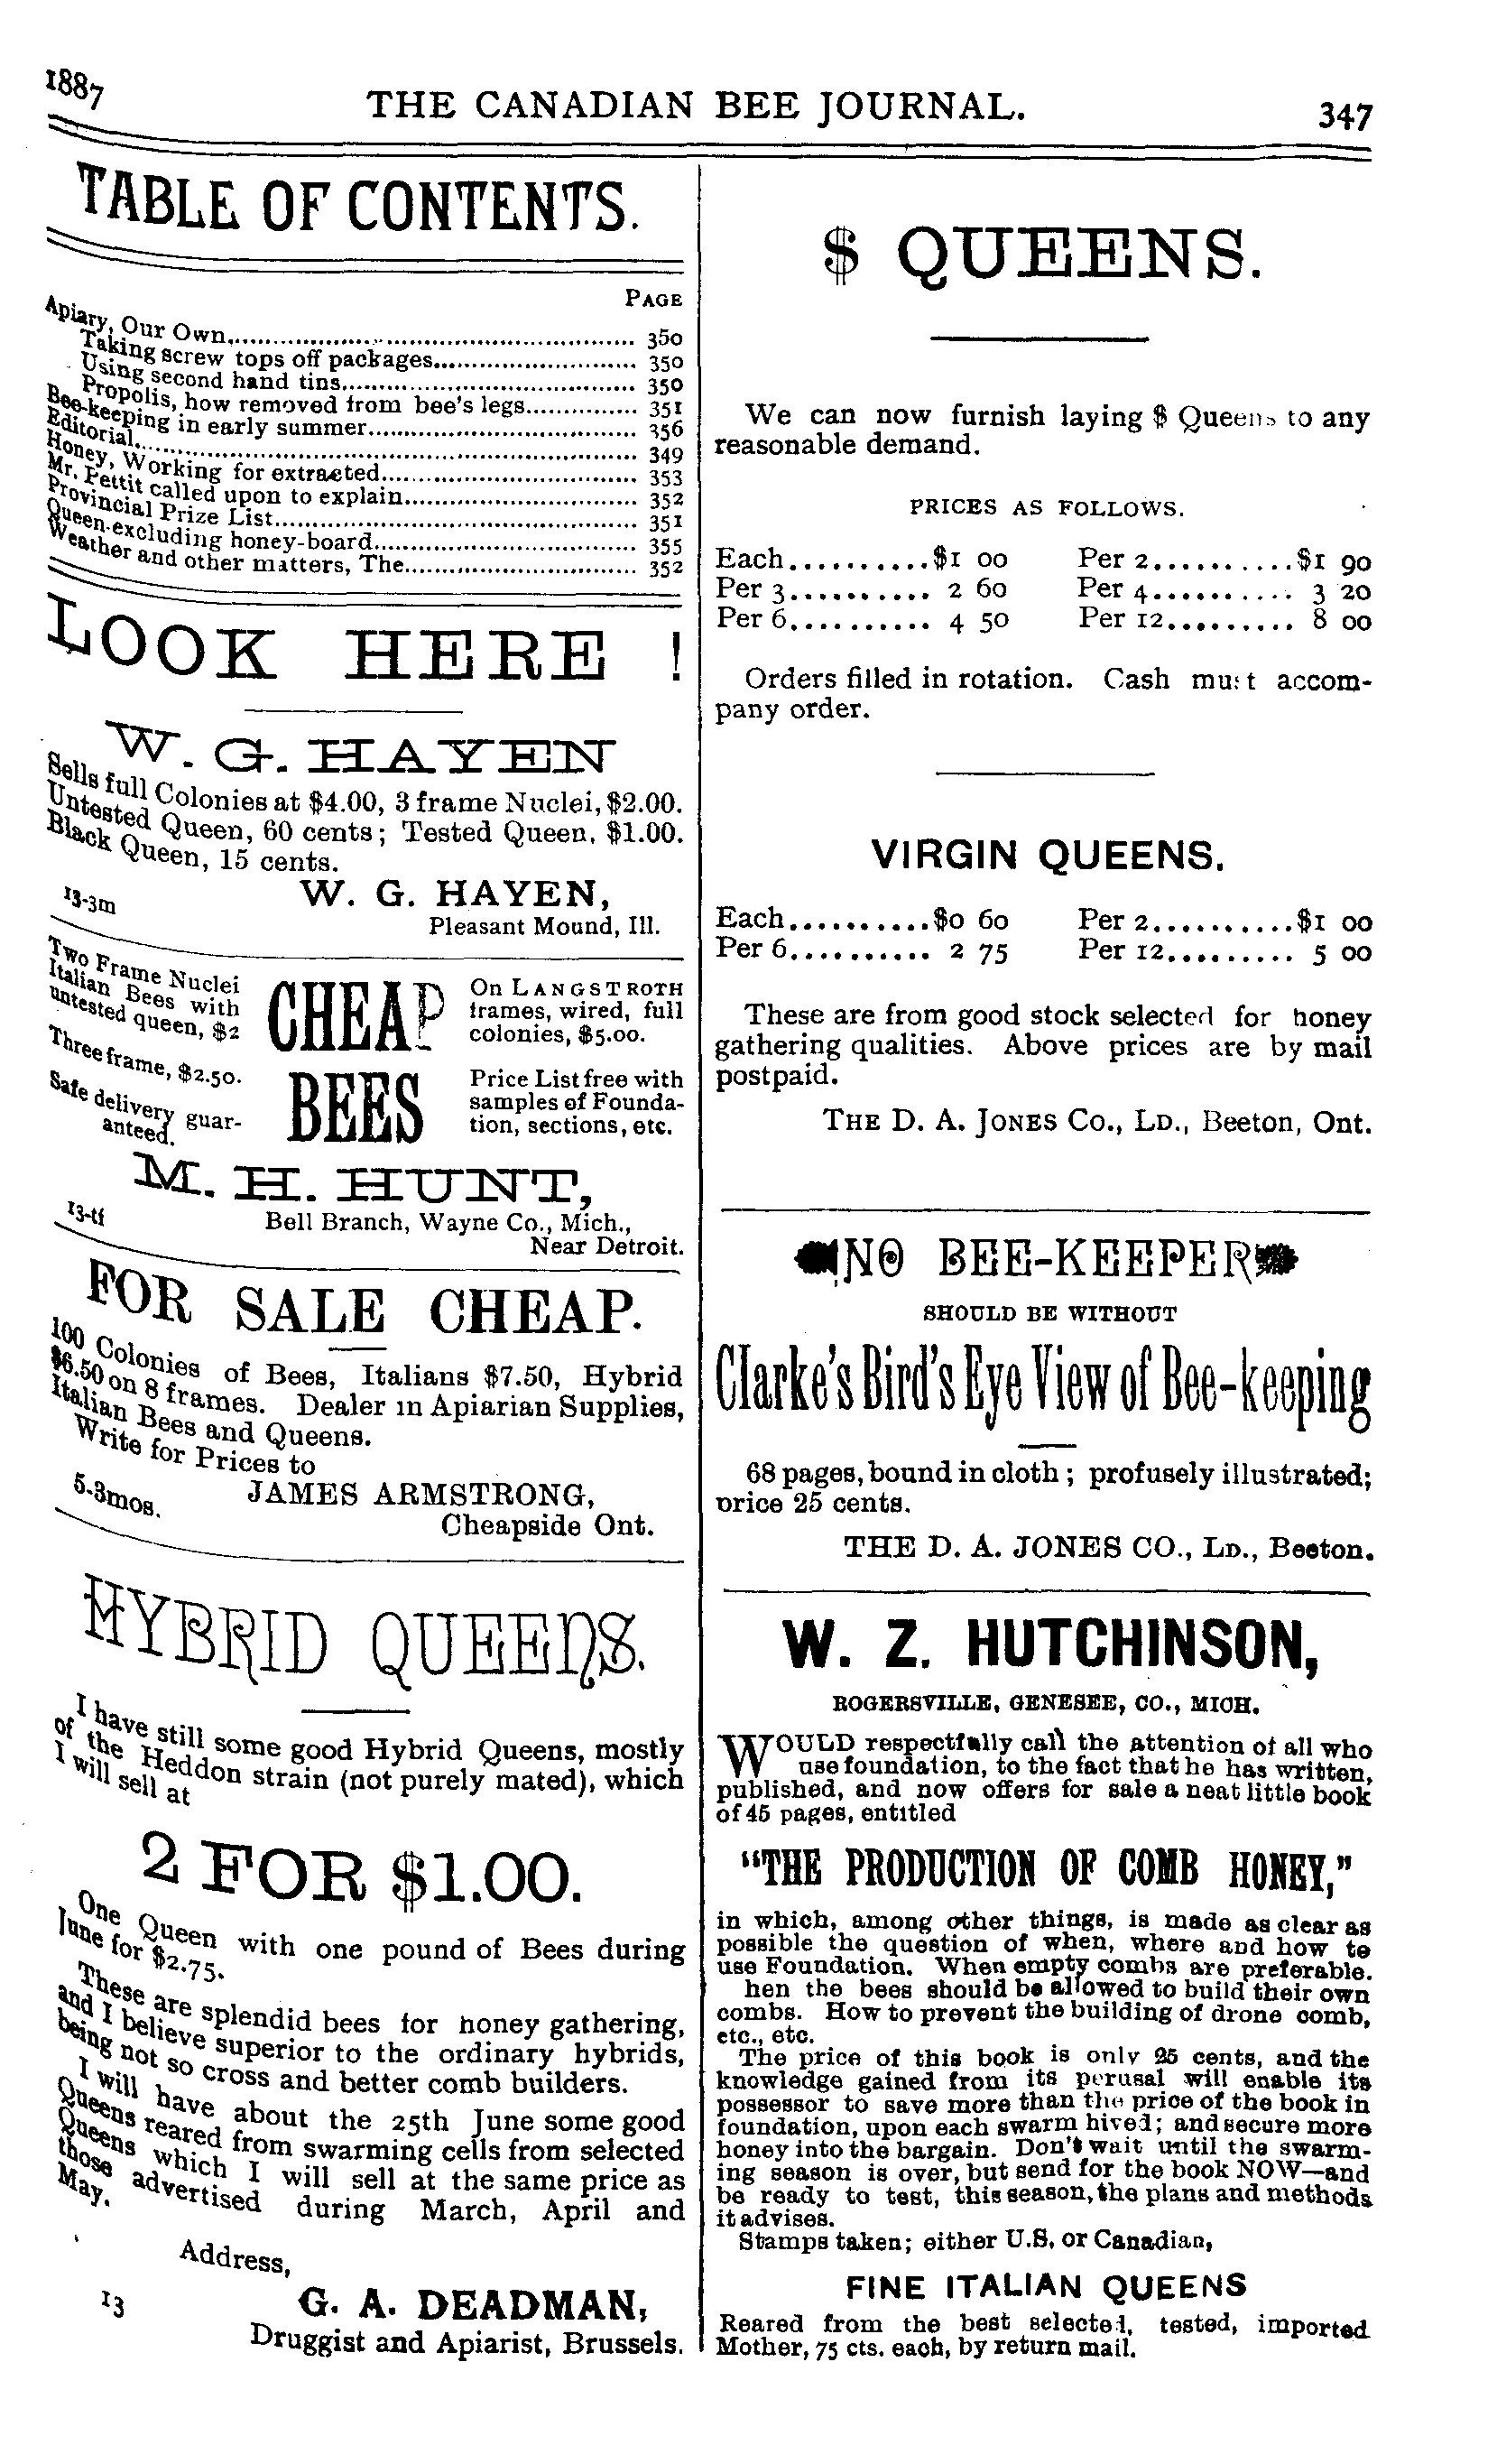 1887
THE CANADIAN BEE JOURNAL.
347
TABLE OF CONTENTS.
PAGE
Apiary, Our Own.................................................. 350
Taking screw tops off packages......................... 350
Using second hand tins.................................... 350
Propolis, how removed from bee's legs.............. 351
Bee-keeping in early summer................................. 356
Editorial............................................................. 349
Honey, Working for extracted............................... 353
Mr. Pettit called upon to explain............................ 352
Provincial Prize List............................................. 351
Queen-excluding honey-board................................ 355
Weather and other matters, The............................ 352
LOOK HERE !
W. G. HAYEN
Sells full Colonies at $4.00, 3 frame Nuclei, $2.00.
Untested Queen, 60 cents; Tested Queen, $1.00.
Black Queen, 15 cents.
W. G. HAYEN,
13-3m
Pleasant Mound, Ill.
Two Frame Nuclei
Italian Bees with
untested queen, $2
Three frame, $2.50.
Safe delivery guar-
anteed.
CHEAP
BEES
On LANGSTROTH
frames, wired, full
colonies, $5.00.
Price List free with
samples of Founda-
tion, sections, etc.
M. H. HUNT,
13-tf
Bell Branch, Wayne Co., Mich.,
Near Detroit.
FOR SALE CHEAP.
100 Colonies of Bees, Italians $7.50, Hybrid
$6.50 on 8 frames. Dealer in Apiarian Supplies,
Italian Bees and Queens.
Write for Prices to
JAMES ARMSTRONG,
5-3mos.
Cheapside Ont.
HYBRID QUEENS.
I have still some good Hybrid Queens, mostly
of the Heddon strain (not purely mated), which
I will sell at
2 FOR $1.00.
One Queen with one pound of Bees during
June for $2.75.
These are splendid bees for honey gathering,
and I believe superior to the ordinary hybrids,
being not so cross and better comb builders.
I will have about the 25th June some good
Queens reared from swarming cells from selected
Queens which I will sell at the same price as
those advertised during March, April and
May.
Address,
13
G. A. DEADMAN,
Druggist and Apiarist, Brussels.
$ QUEENS.
We can now furnish laying $ Queens to any
reasonable demand.
PRICES AS FOLLOWS.
Each..........$1 00 Per 2..........$1 90
Per 3.......... 2 60 Per 4.......... 3 20
Per 6.......... 4 50 Per 12......... 8 00
Orders filled in rotation. Cash must accom-
pany order.
VIRGIN QUEENS.
Each..........$0 60 Per 2..........$1 00
Per 6.......... 2 75 Per 12......... 5 00
These are from good stock selected for honey
gathering qualities. Above prices are by mail
postpaid.
THE D. A. JONES CO., LD., Beeton, Ont.
NO BEE-KEEPER
SHOULD BE WITHOUT
Clarke's Bird's Eye View of Bee-keeping
68 pages, bound in cloth; profusely illustrated;
price 25 cents.
THE D. A. JONES CO., LD., Beeton.
W. Z. HUTCHINSON,
ROGERSVILLE, GENESEE, CO., MICH.
WOULD respectfully call the attention of all who
use foundation, to the fact that he has written,
published, and now offers for sale a neat little book
of 45 pages, entitled
"THE PRODUCTION OF COMB HONEY,"
in which, among other things, is made as clear as
possible the question of when, where and how to
use Foundation. When empty combs are preferable.
hen the bees should be allowed to build their own
combs. How to prevent the building of drone comb,
etc., etc.
The price of this book is only 25 cents, and the
knowledge gained from its perusal will enable its
possessor to save more than the price of the book in
foundation, upon each swarm hived; and secure more
honey into the bargain. Don't wait until the swarm-
ing season is over, but send for the book NOW—and
be ready to test, this season, the plans and methods
it advises.
Stamps taken; either U.S. or Canadian,
FINE ITALIAN QUEENS
Reared from the best selected, tested, imported
Mother, 75 cts. each, by return mail.